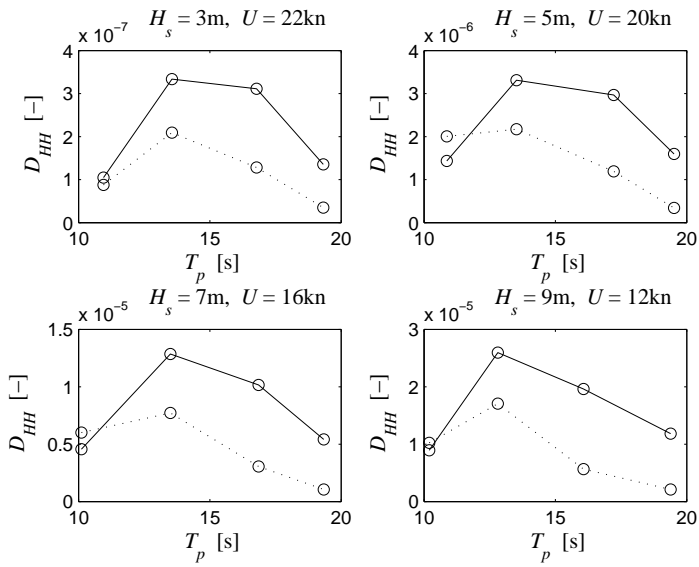 H_s = 3m, U = 22kn
x 10^-7
4
3
2
1
0
10 15 20
D_HH [−]
T_p [s]
H_s = 5m, U = 20kn
x 10^-6
4
3
2
1
0
10 15 20
D_HH [−]
T_p [s]
H_s = 7m, U = 16kn
x 10^-5
1.5
1
0.5
0
10 15 20
D_HH [−]
T_p [s]
H_s = 9m, U = 12kn
x 10^-5
3
2
1
0
10 15 20
D_HH [−]
T_p [s]